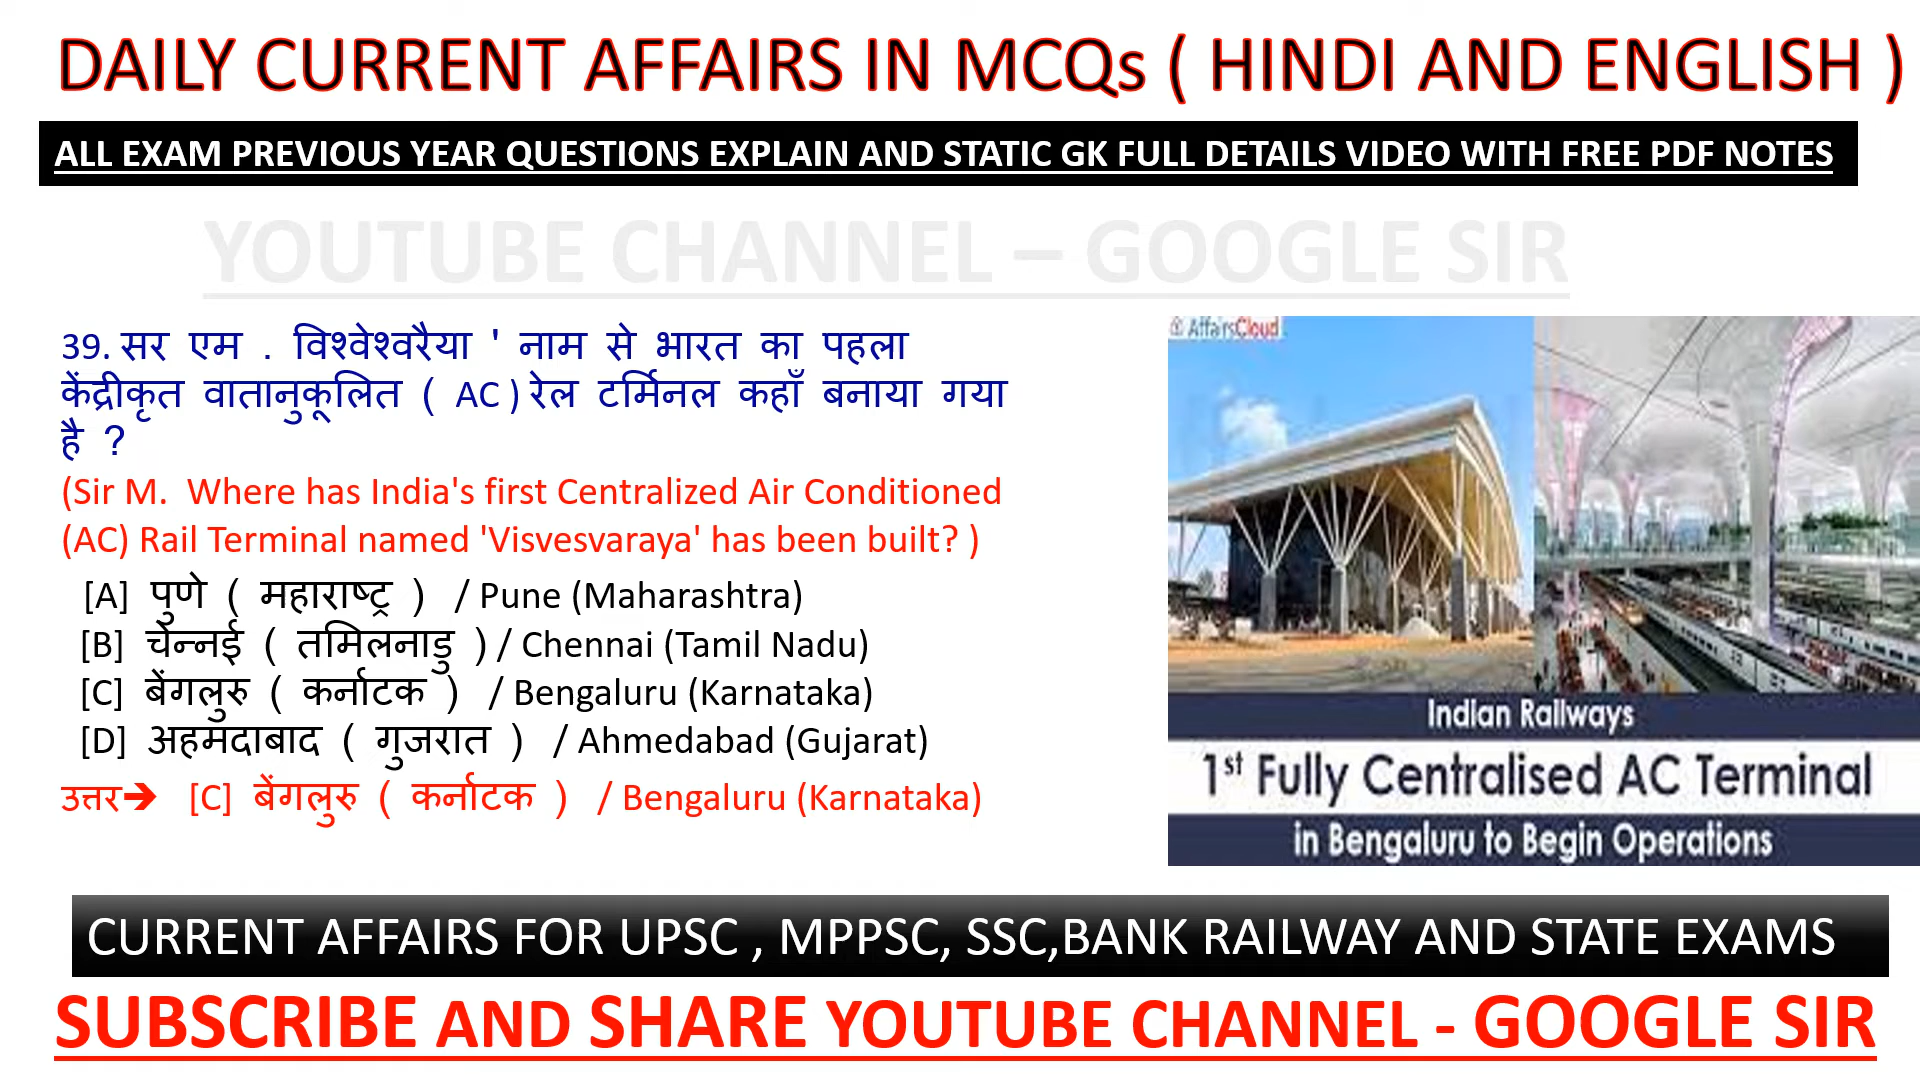 DAILY CURRENT AFFAIRS IN MCQs ( HINDI AND ENGLISH )
ALL EXAM PREVIOUS YEAR QUESTIONS EXPLAIN AND STATIC GK FULL DETAILS VIDEO WITH FREE PDF NOTES
YOUTUBE CHANNEL – GOOGLE SIR
39. सर एम . विश्वेश्वरैया ' नाम से भारत का पहला
केंद्रीकृत वातानुकूलित ( AC ) रेल टर्मिनल कहाँ बनाया गया
है ?
(Sir M. Where has India's first Centralized Air Conditioned
(AC) Rail Terminal named 'Visvesvaraya' has been built? )
[A] पुणे ( महाराष्ट्र ) / Pune (Maharashtra)
[B] चेन्नई ( तमिलनाडु ) / Chennai (Tamil Nadu)
[C] बेंगलुरु ( कर्नाटक ) / Bengaluru (Karnataka)
[D] अहमदाबाद ( गुजरात ) / Ahmedabad (Gujarat)
उत्तर➔ [C] बेंगलुरु ( कर्नाटक ) / Bengaluru (Karnataka)
AffairsCloud
Indian Railways
1st Fully Centralised AC Terminal
in Bengaluru to Begin Operations
CURRENT AFFAIRS FOR UPSC , MPPSC, SSC,BANK RAILWAY AND STATE EXAMS
SUBSCRIBE AND SHARE YOUTUBE CHANNEL - GOOGLE SIR